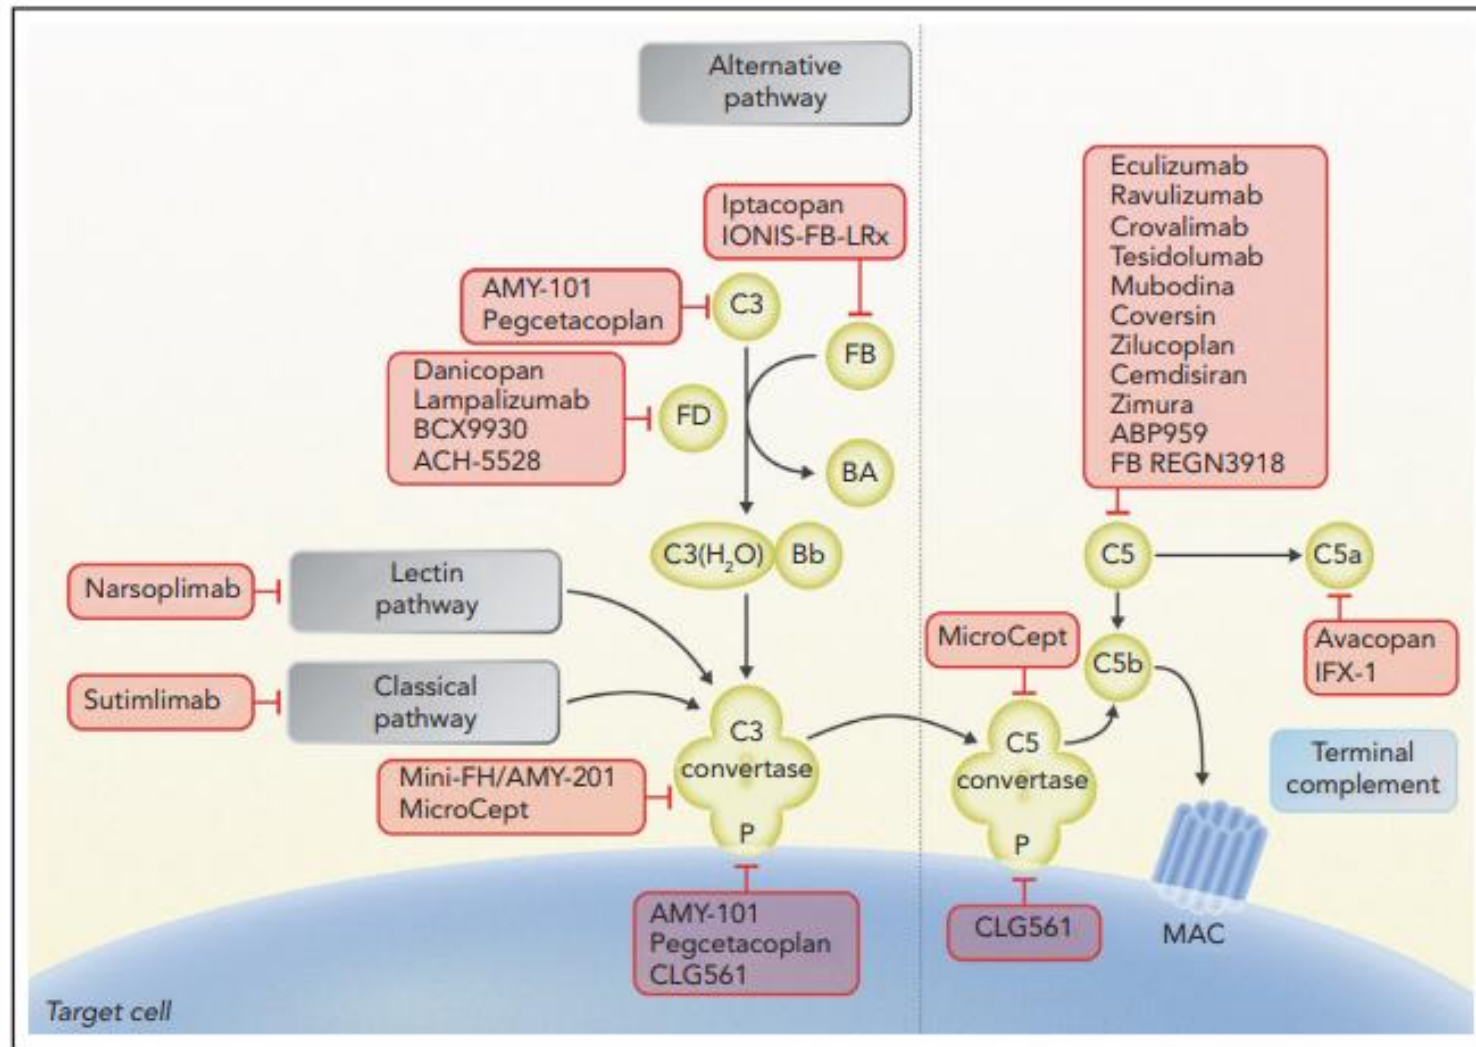 Alternative
pathway
Iptacopan
IONIS-FB-LRx
AMY-101
Pegcetacoplan
C3
FB
Danicopan
Lampalizumab
BCX9930
ACH-5528
FD
BA
C3(H₂O)
Bb
Narsoplimab
Lectin
pathway
Sutimlimab
Classical
pathway
Mini-FH/AMY-201
MicroCept
C3
convertase
P
AMY-101
Pegcetacoplan
CLG561
Target cell
Eculizumab
Ravulizumab
Crovalimab
Tesidolumab
Mubodina
Coversin
Zilucoplan
Cemdisiran
Zimura
ABP959
FB REGN3918
C5
C5a
MicroCept
C5b
Avacopan
IFX-1
C5
convertase
P
Terminal
complement
CLG561
MAC